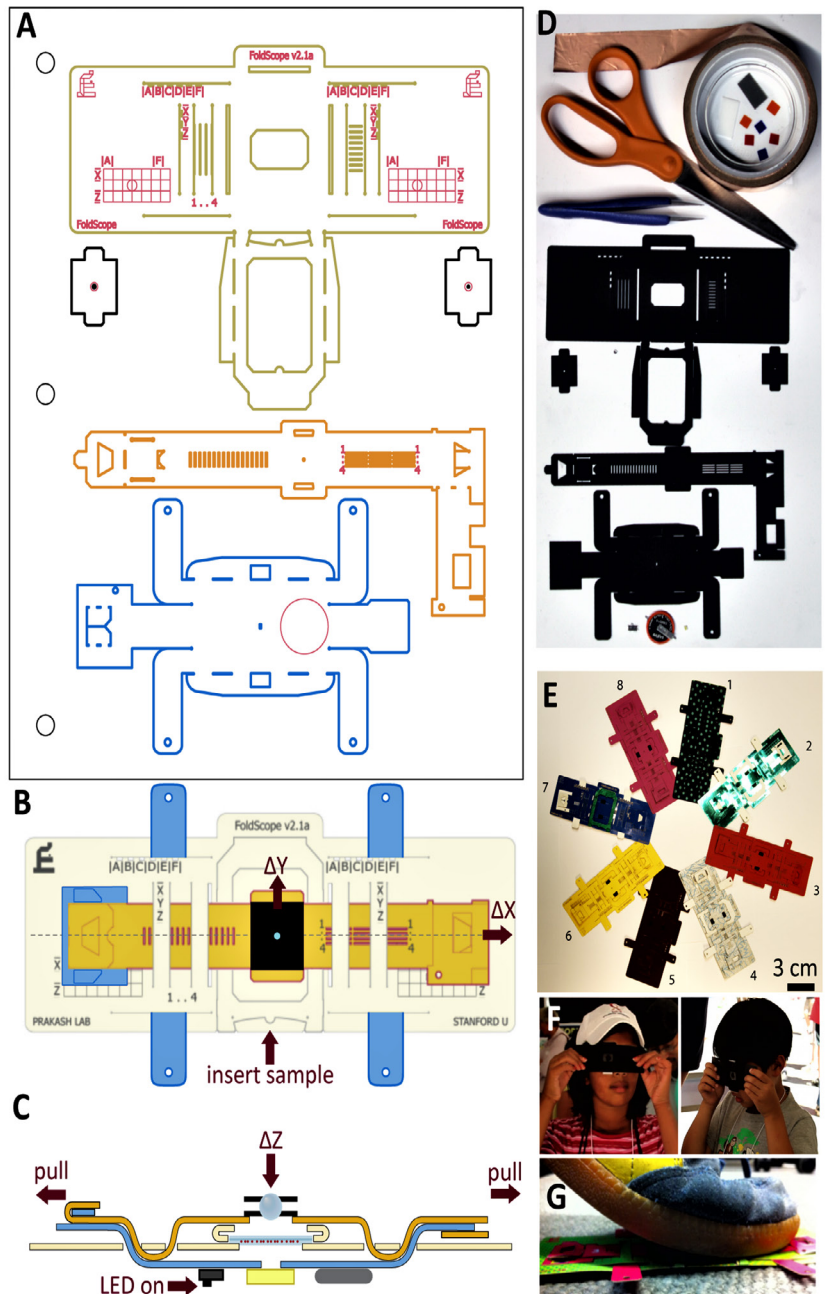 A
FoldScope v2.1a
|A|B|C|D|E|F|
|A|B|C|D|E|F|
X
Y
Z
X
Y
Z
|A|
|F|
|A|
|F|
X
Z
X
Z
1 . . 4
FoldScope
FoldScope
1
1
4
4
B
FoldScope v2.1a
|A|B|C|D|E|F|
|A|B|C|D|E|F|
ΔY
X
Y
Z
X
Y
Z
ΔX
1
1
4
4
X
Z
Z
1 . . 4
PRAKASH LAB
STANFORD U
insert sample
C
ΔZ
pull
pull
LED on
D
E
8
1
2
7
3
6
5
4
3 cm
F
G